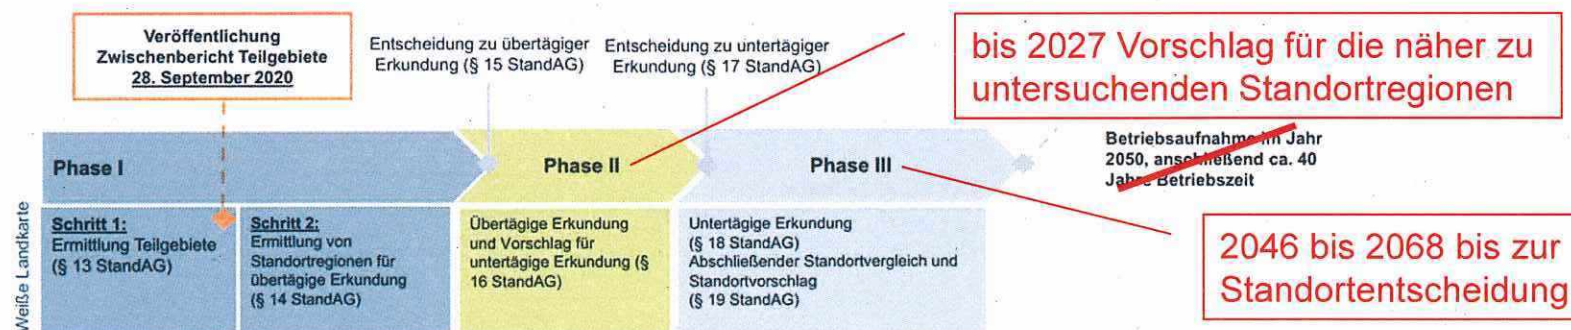 Veröffentlichung
Zwischenbericht Teilgebiete
28. September 2020
Entscheidung zu übertägiger
Erkundung (§ 15 StandAG)
Entscheidung zu untertägiger
Erkundung (§ 17 StandAG)
bis 2027 Vorschlag für die näher zu
untersuchenden Standortregionen
Phase I
Phase II
Phase III
Betriebsaufnahme im Jahr
2050, anschließend ca. 40
Jahre Betriebszeit
Weiße Landkarte
Schritt 1:
Ermittlung Teilgebiete
(§ 13 StandAG)
Schritt 2:
Ermittlung von
Standortregionen für
übertägige Erkundung
(§ 14 StandAG)
Übertägige Erkundung
und Vorschlag für
untertägige Erkundung (§
16 StandAG)
Untertägige Erkundung
(§ 18 StandAG)
Abschließender Standortvergleich und
Standortvorschlag
(§ 19 StandAG)
2046 bis 2068 bis zur
Standortentscheidung